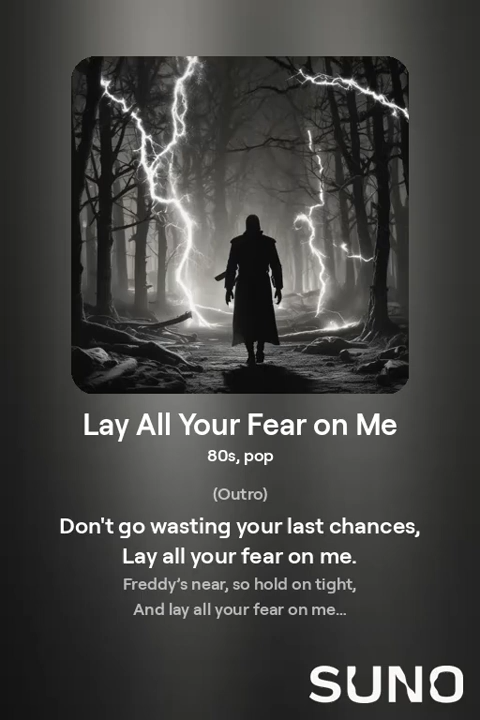 Lay All Your Fear on Me
80s, pop
(Outro)
Don't go wasting your last chances,
Lay all your fear on me.
Freddy’s near, so hold on tight,
And lay all your fear on me...
SUNO